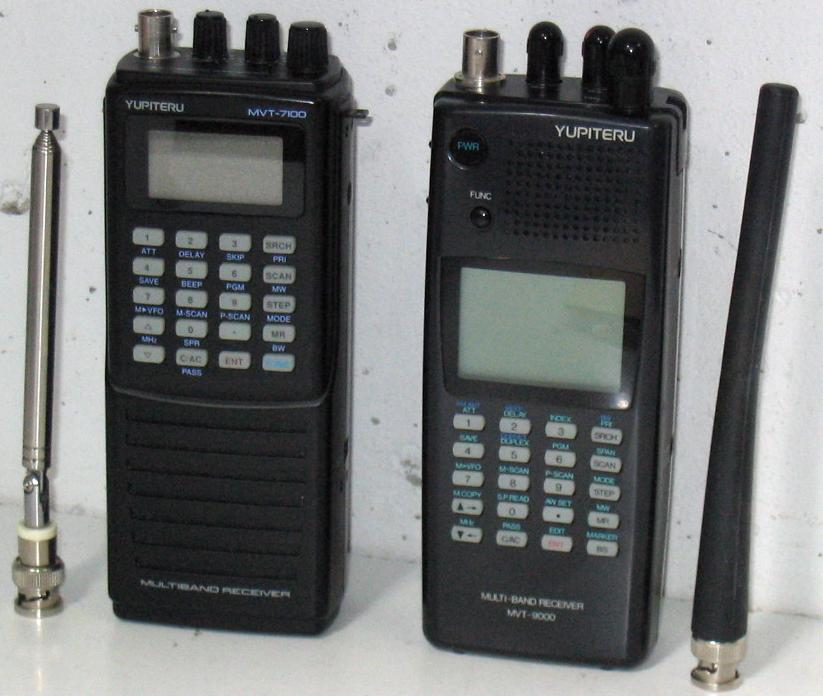 YUPITERU MVT-7100
1 2 3 SRCH
ATT DELAY SKIP PRI
4 5 6 SCAN
SAVE BEEP PGM MW
7 8 9 STEP
M▶VFO M-SCAN P-SCAN MODE
△ 0 · MR
MHz SPR BW
▽ C/AC ENT FUNC
PASS
MULTIBAND RECEIVER
YUPITERU
PWR
FUNC
ATT DELAY INDEX PRI
1 2 3 SRCH
SAVE DUPLEX PGM SPAN
4 5 6 SCAN
M▶VFO M-SCAN P-SCAN MODE
7 8 9 STEP
M.COPY S.P.READ AW SET MW
▲→ 0 • MR
MHz PASS EDIT MARKER
▼← C/AC ENT BS
MULTI-BAND RECEIVER
MVT-9000